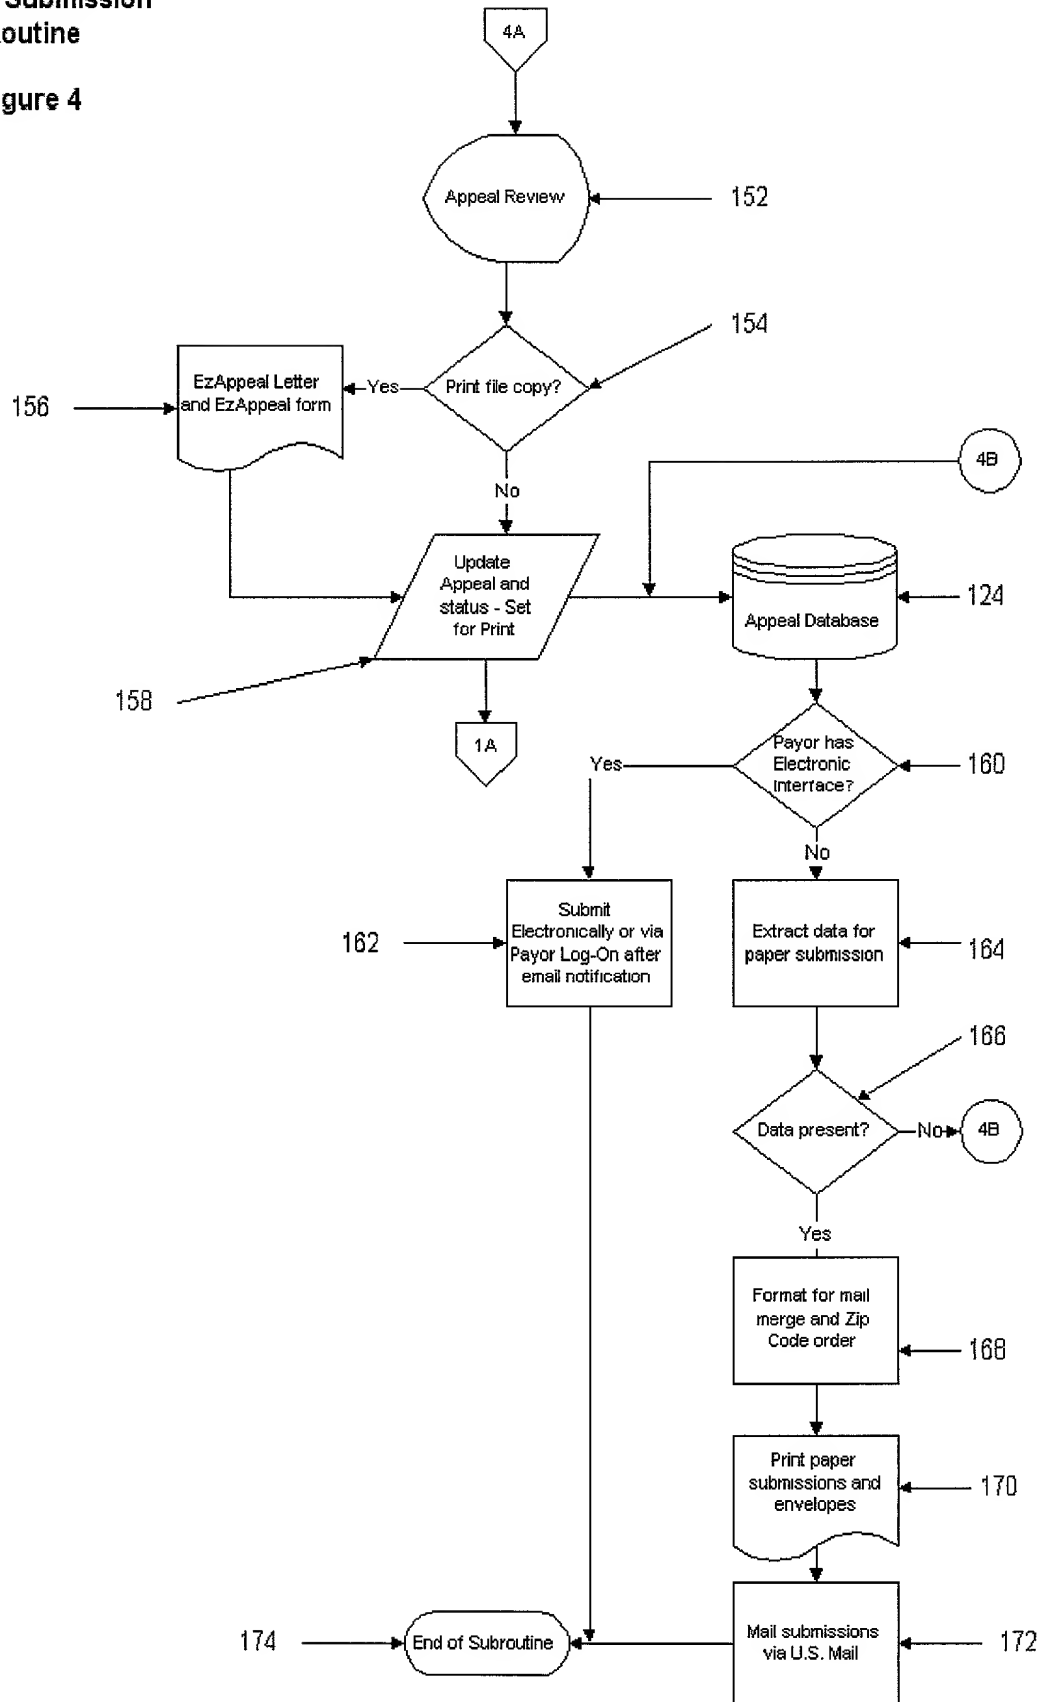 Submission
outine
gure 4
4A
Appeal Review
152
154
Print file copy?
Yes
EzAppeal Letter
and EzAppeal form
156
4B
No
Update
Appeal and
status - Set
for Print
Appeal Database
124
158
1A
Payor has
Electronic
Interface?
160
Yes
No
Submit
Electronically or via
Payor Log-On after
email notification
162
Extract data for
paper submission
164
166
Data present?
No
4B
Yes
Format for mail
merge and Zip
Code order
168
Print paper
submissions and
envelopes
170
174
End of Subroutine
Mail submissions
via U.S. Mail
172